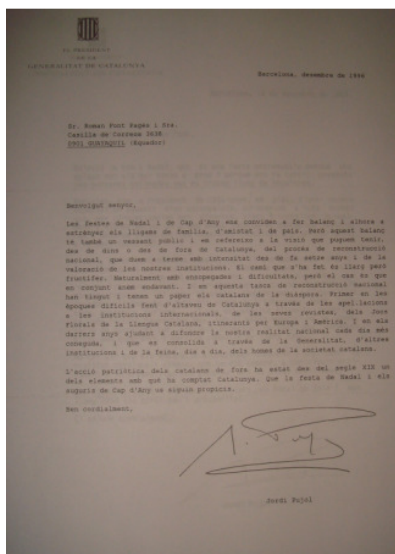 EL PRESIDENT
DE LA
GENERALITAT DE CATALUNYA
Barcelona, desembre de 1994
Sr. Roman Font Sages i Sra.
Casilla de Correos 3638
0901 GUAYAQUIL (Equador)
Benvolgut senyor,
Les festes de Nadal i de Cap d'Any ens conviden a fer balanç i alhora a
estrènyer els lligams de família, d'amistat i de país. Però aquest balanç
té també un vessant públic i em refereixo a la visió que puguem tenir,
des de dins o des de fora de Catalunya, del procés de reconstrucció
nacional, que duem a terme amb intensitat des de fa setze anys i de la
valoració de les nostres institucions. El camí que s'ha fet és llarg però
fructífer. Naturalment amb entrebancs i dificultats, però el cas és que
en conjunt anem endavant. I en aquesta tasca de reconstrucció nacional
han tingut i tenen un paper els catalans de la diàspora. Primer en les
èpoques difícils fent d'altaveu de Catalunya a través de les apel.lacions
a les institucions internacionals, de les seves revistes, dels Jocs
Florals de la Llengua Catalana, itinerants per Europa i Amèrica. I en els
darrers anys ajudant a difondre la nostra realitat nacional cada dia més
coneguda, i que es consolida a través de la Generalitat, d'altres
institucions i de la feina, dia a dia, dels homes de la societat catalana.
L'acció patriòtica dels catalans de fora ha estat des del segle XIX un
dels elements amb què ha comptat Catalunya. Que la festa de Nadal i els
auguris de Cap d'Any us siguin propicis.
Ben cordialment,
Jordi Pujol